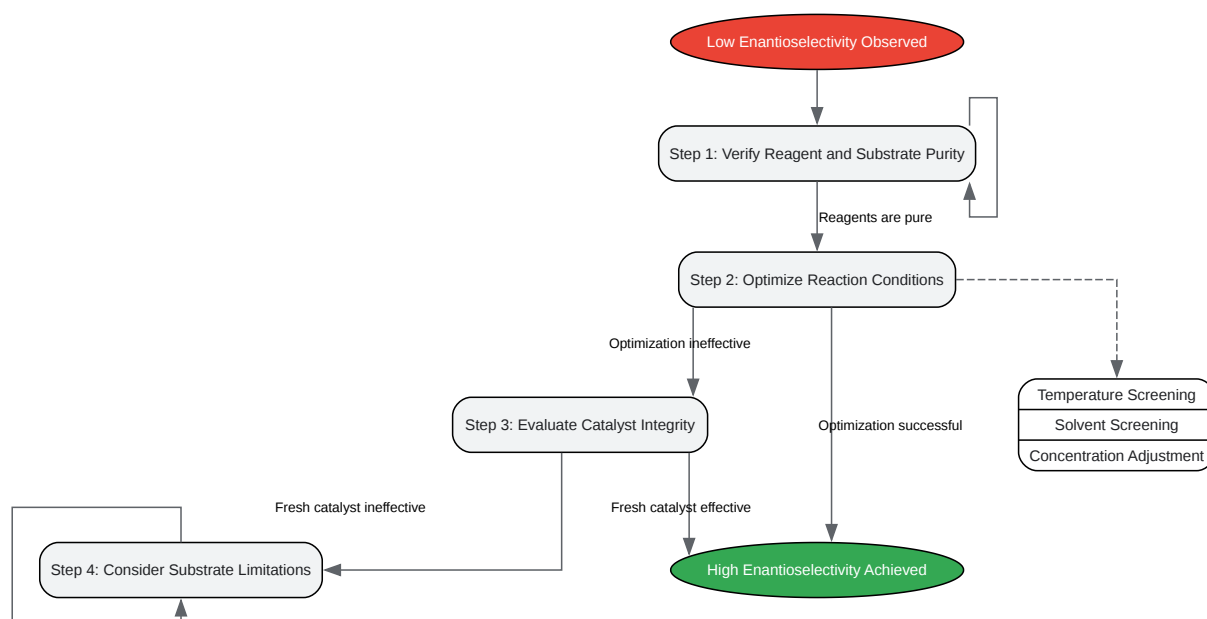 Low Enantioselectivity Observed
Step 1: Verify Reagent and Substrate Purity
Reagents are pure
Step 2: Optimize Reaction Conditions
Optimization ineffective
Temperature Screening
Step 3: Evaluate Catalyst Integrity
Optimization successful
Solvent Screening
Concentration Adjustment
Fresh catalyst ineffective
Fresh catalyst effective
Step 4: Consider Substrate Limitations
High Enantioselectivity Achieved